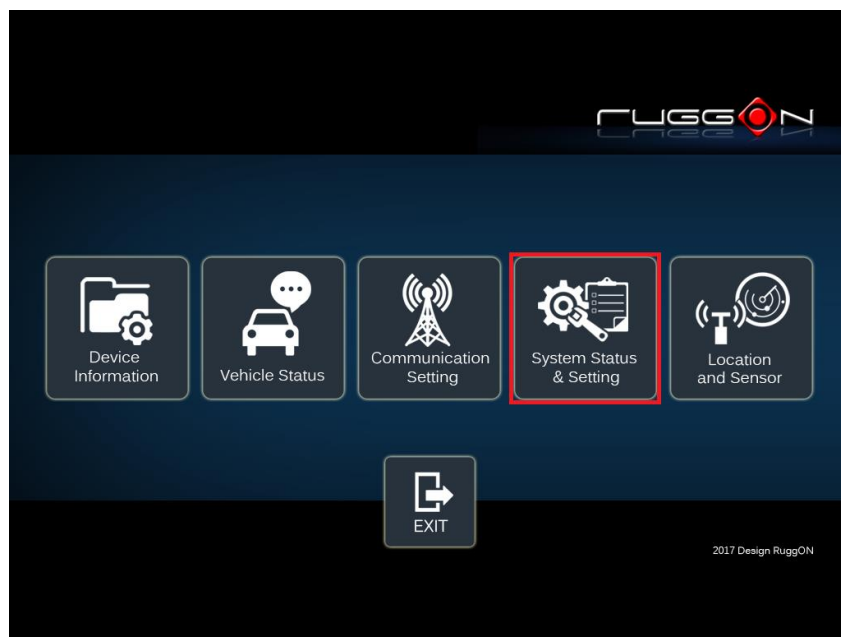 ruggon
Device
Information
Vehicle Status
Communication
Setting
System Status
& Setting
Location
and Sensor
EXIT
2017 Design RuggON